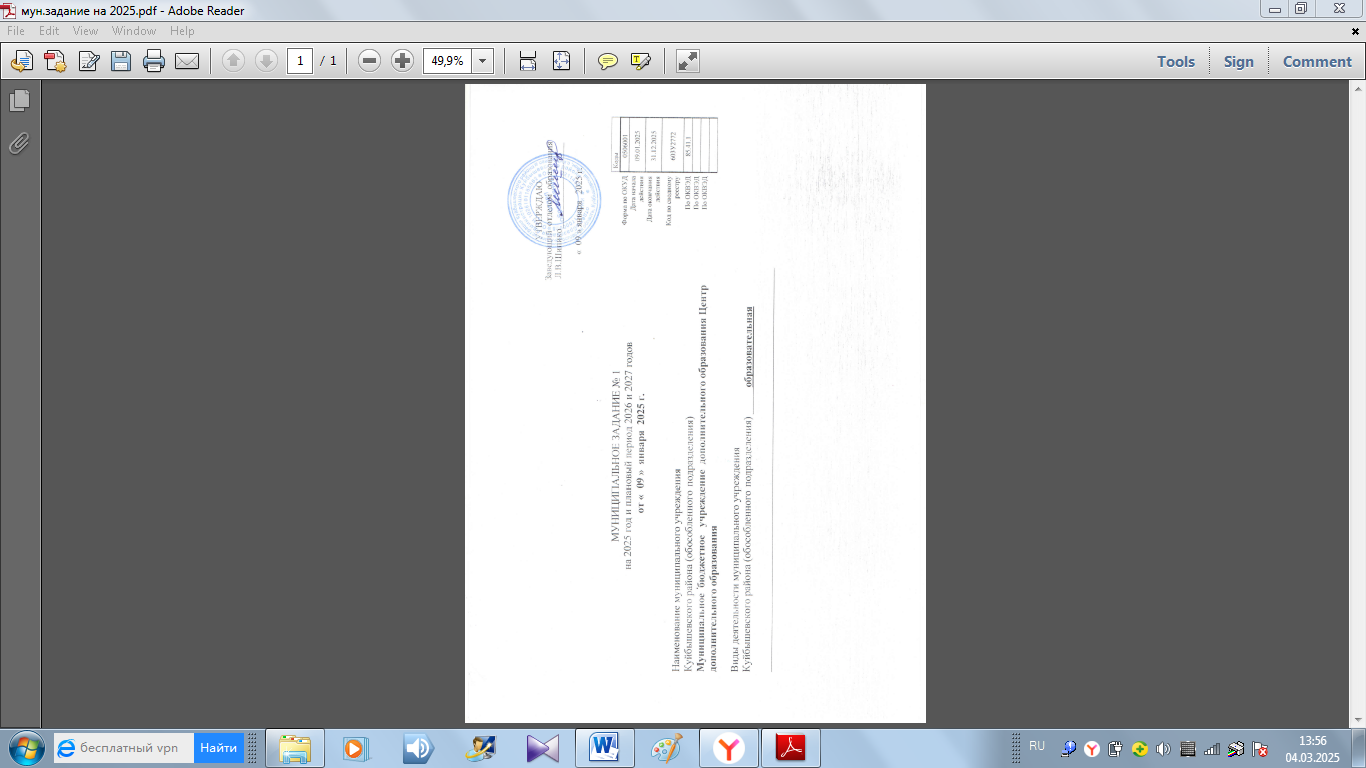 мун.задание на 2025.pdf - Adobe Reader
File Edit View Window Help
1 / 1
49,9%
Tools Sign Comment
УТВЕРЖДАЮ
Заведующий отделом образования
« 09 » января 2025 г.
Коды
Форма по ОКУД 0506001
Дата начала действия 09.01.2025
Дата окончания действия 31.12.2025
Код по сводному реестру 603У2772
По ОКВЭД 85.41.1
По ОКВЭД
По ОКВЭД
МУНИЦИПАЛЬНОЕ ЗАДАНИЕ № 1
на 2025 год и плановый период 2026 и 2027 годов
от « 09 » января 2025 г.
Наименование муниципального учреждения
Куйбышевского района (обособленного подразделения)
Муниципальное бюджетное учреждение дополнительного образования Центр
дополнительного образования
Виды деятельности муниципального учреждения
Куйбышевского района (обособленного подразделения) образовательная
бесплатный vpn Найти
RU
13:56
04.03.2025